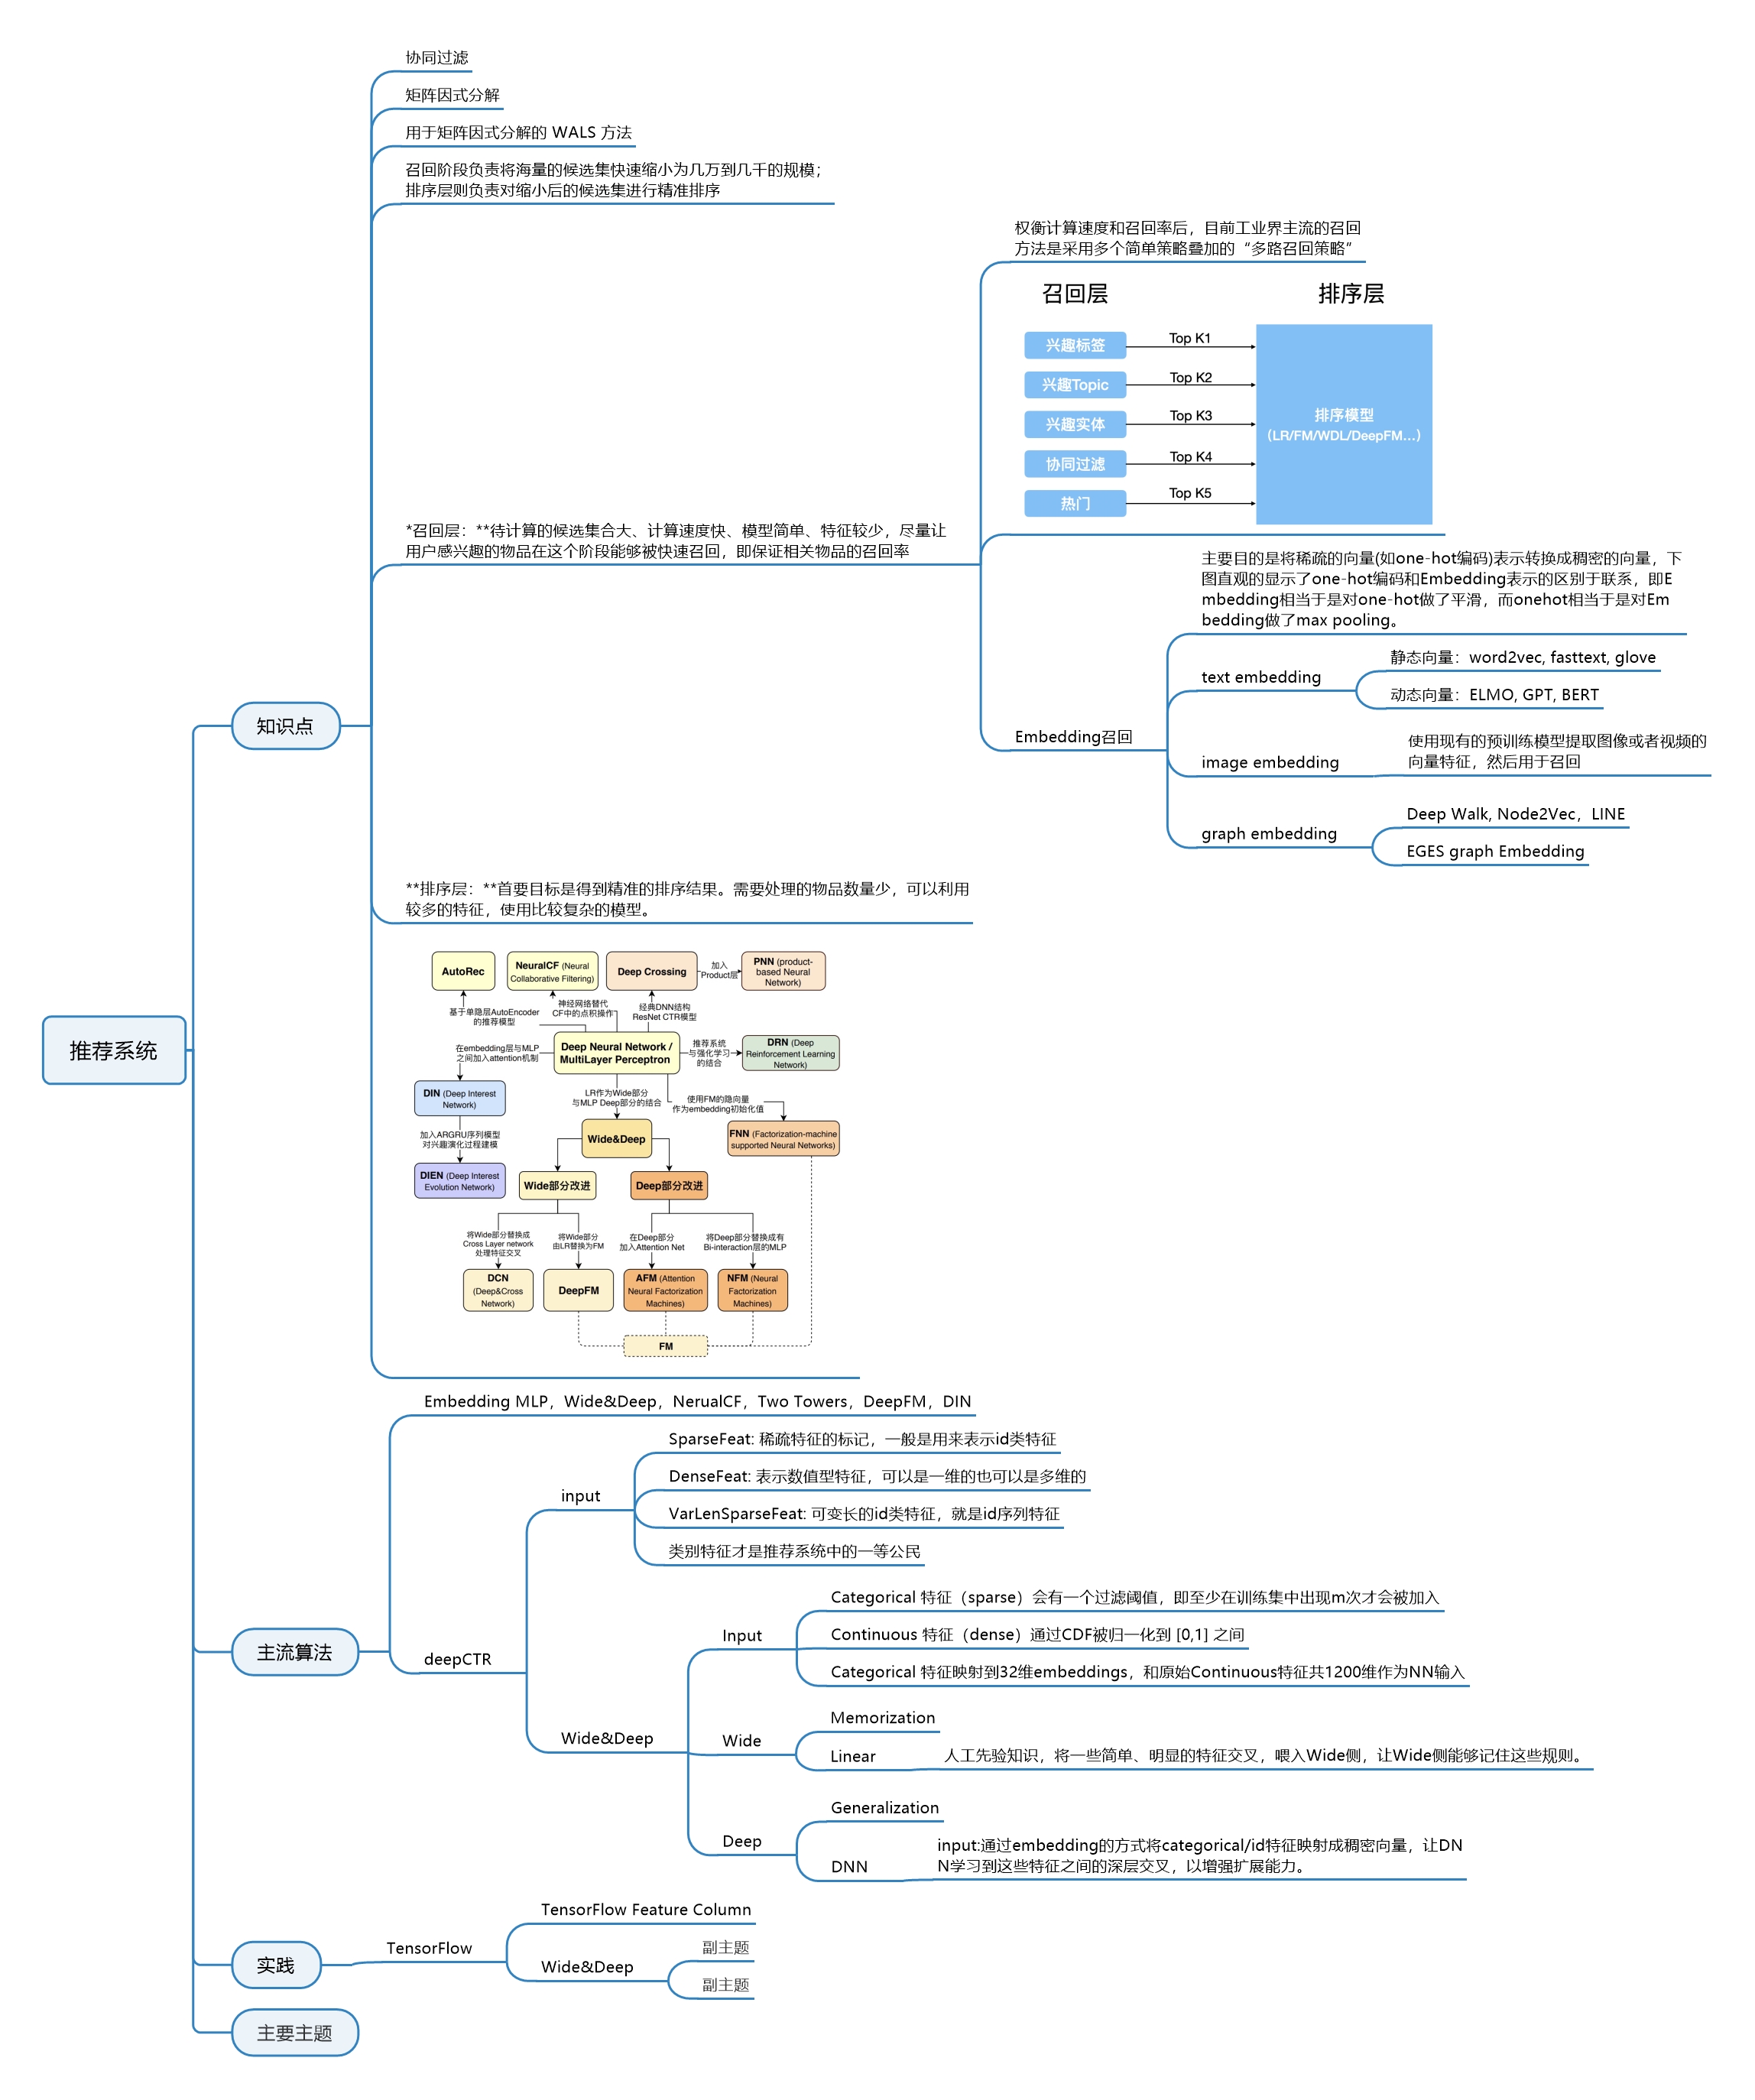 协同过滤
矩阵因式分解
用于矩阵因式分解的 WALS 方法
召回阶段负责将海量的候选集快速缩小为几万到几千的规模；
排序层则负责对缩小后的候选集进行精准排序
权衡计算速度和召回率后，目前工业界主流的召回
方法是采用多个简单策略叠加的“多路召回策略”
召回层
排序层
兴趣标签
Top K1
兴趣Topic
Top K2
兴趣实体
Top K3
协同过滤
Top K4
热门
Top K5
排序模型
（LR/FM/WDL/DeepFM...）
*召回层：**待计算的候选集合大、计算速度快、模型简单、特征较少，尽量让
用户感兴趣的物品在这个阶段能够被快速召回，即保证相关物品的召回率
主要目的是将稀疏的向量(如one-hot编码)表示转换成稠密的向量，下
图直观的显示了one-hot编码和Embedding表示的区别于联系，即E
mbedding相当于是对one-hot做了平滑，而onehot相当于是对Em
bedding做了max pooling。
text embedding
静态向量：word2vec, fasttext, glove
动态向量：ELMO, GPT, BERT
Embedding召回
image embedding
使用现有的预训练模型提取图像或者视频的
向量特征，然后用于召回
graph embedding
Deep Walk, Node2Vec，LINE
EGES graph Embedding
知识点
**排序层：**首要目标是得到精准的排序结果。需要处理的物品数量少，可以利用
较多的特征，使用比较复杂的模型。
AutoRec
NeuralCF (Neural
Collaborative Filtering)
Deep Crossing
加入
Product层
PNN (product-
based Neural
Network)
基于单隐层AutoEncoder
的推荐模型
神经网络替代
CF中的点积操作
经典DNN结构
ResNet CTR模型
在embedding层与MLP
之间加入attention机制
Deep Neural Network /
MultiLayer Perceptron
推荐系统
与强化学习
的结合
DRN (Deep
Reinforcement Learning
Network)
DIN (Deep Interest
Network)
LR作为Wide部分
与MLP Deep部分的结合
使用FM的隐向量
作为embedding初始化值
加入ARGRU序列模型
对兴趣演化过程建模
Wide&Deep
FNN (Factorization-machine
supported Neural Networks)
DIEN (Deep Interest
Evolution Network)
Wide部分改进
Deep部分改进
将Wide部分替换成
Cross Layer network
处理特征交叉
将Wide部分
由LR替换为FM
在Deep部分
加入Attention Net
将Deep部分替换成有
Bi-interaction层的MLP
DCN
(Deep&Cross
Network)
DeepFM
AFM (Attention
Neural Factorization
Machines)
NFM (Neural
Factorization
Machines)
FM
推荐系统
Embedding MLP，Wide&Deep，NerualCF，Two Towers，DeepFM，DIN
SparseFeat: 稀疏特征的标记，一般是用来表示id类特征
DenseFeat: 表示数值型特征，可以是一维的也可以是多维的
input
VarLenSparseFeat: 可变长的id类特征，就是id序列特征
类别特征才是推荐系统中的一等公民
主流算法
deepCTR
Categorical 特征（sparse）会有一个过滤阈值，即至少在训练集中出现m次才会被加入
Input
Continuous 特征（dense）通过CDF被归一化到 [0,1] 之间
Categorical 特征映射到32维embeddings，和原始Continuous特征共1200维作为NN输入
Wide&Deep
Memorization
Wide
Linear
人工先验知识，将一些简单、明显的特征交叉，喂入Wide侧，让Wide侧能够记住这些规则。
Generalization
Deep
DNN
input:通过embedding的方式将categorical/id特征映射成稠密向量，让DN
N学习到这些特征之间的深层交叉，以增强扩展能力。
实践
TensorFlow
TensorFlow Feature Column
Wide&Deep
副主题
副主题
主要主题